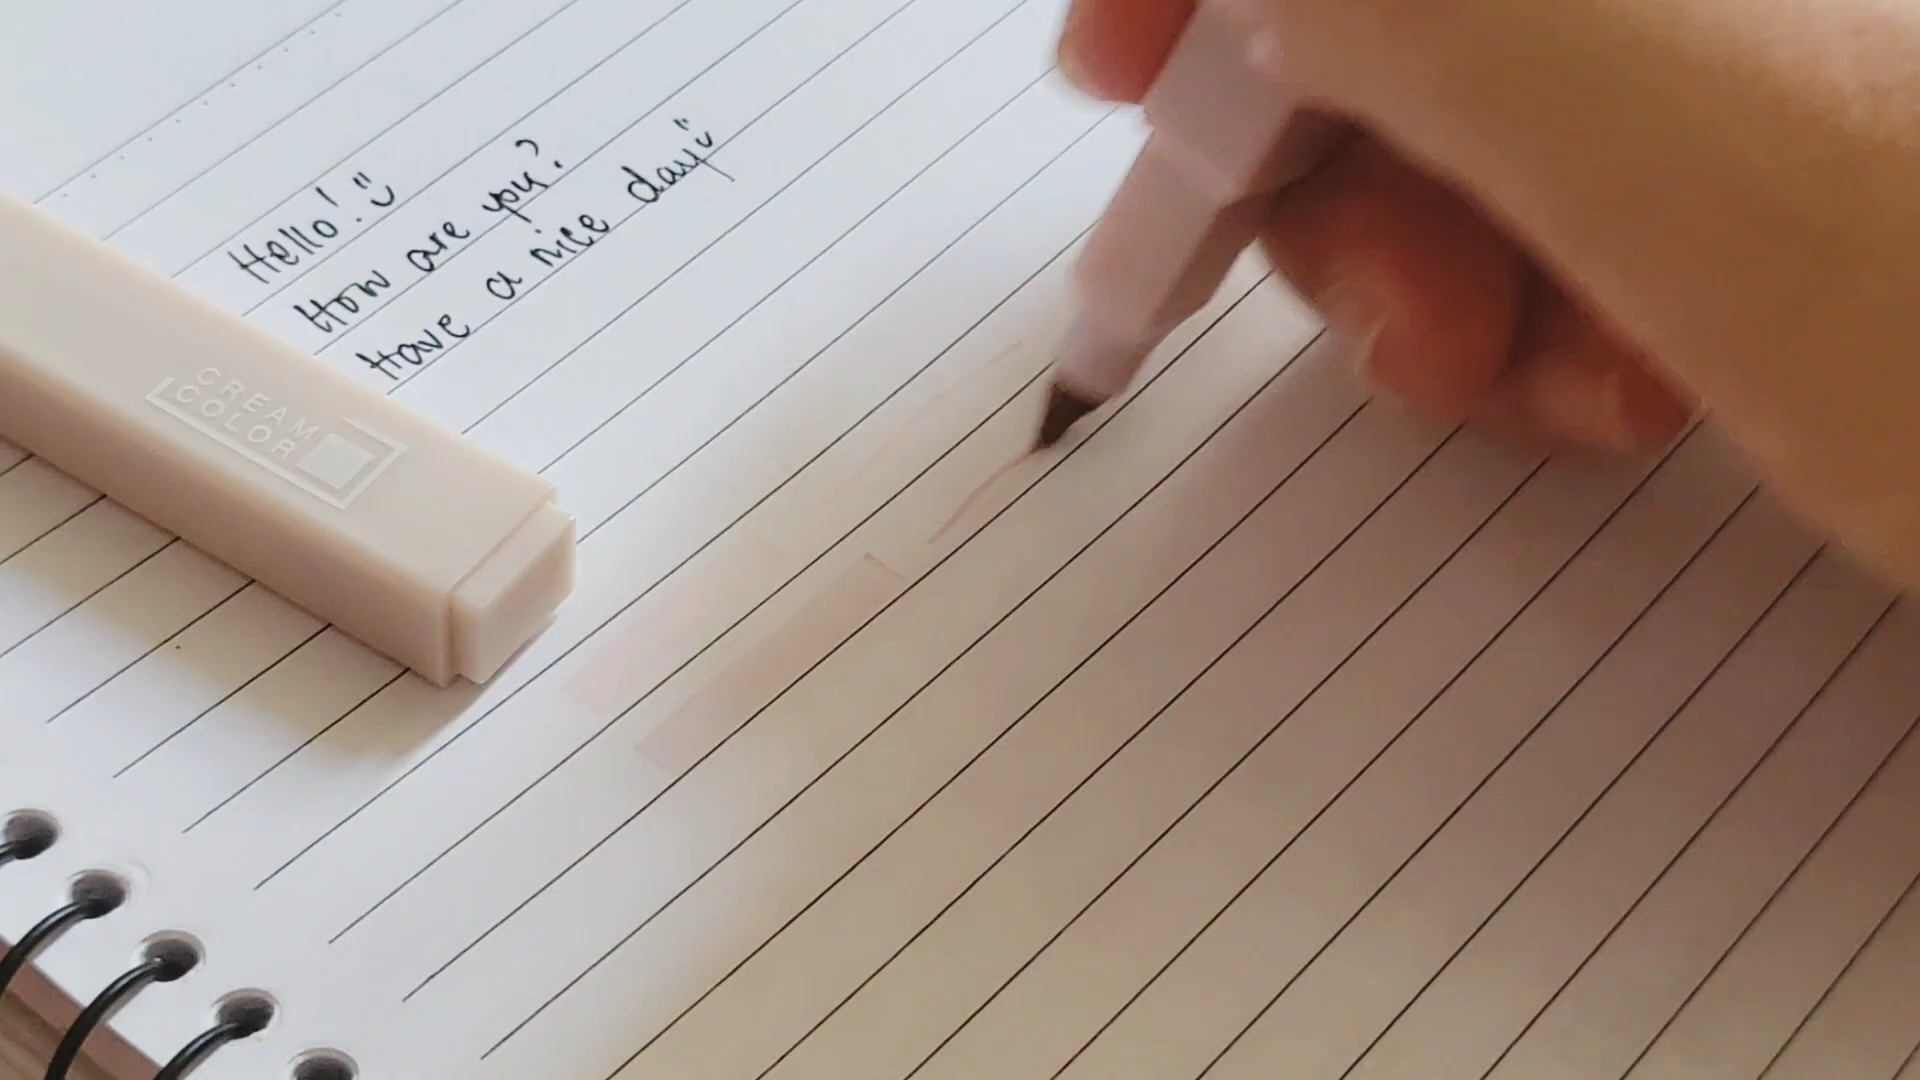 Hello! :)
How are you?
Have a nice day :)
CREAM
COLOR